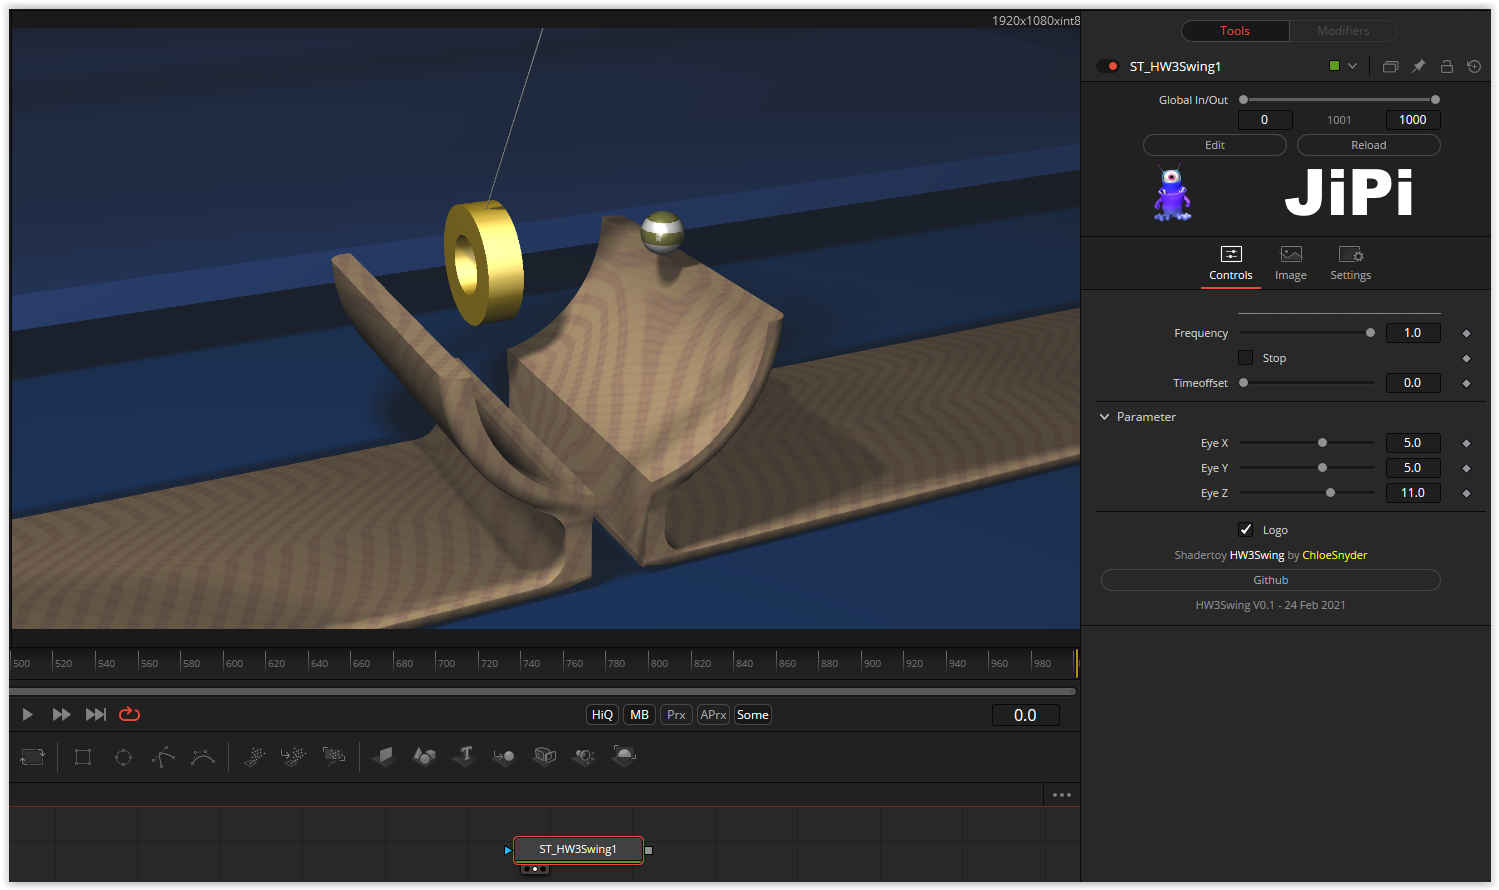 1920x1080xint8
Tools
Modifiers
ST_HW3Swing1
Global In/Out
0
1001
1000
Edit
Reload
JiPi
Controls
Image
Settings
Frequency
1.0
Stop
Timeoffset
0.0
Parameter
Eye X
5.0
Eye Y
5.0
Eye Z
11.0
Logo
Shadertoy HW3Swing by ChloeSnyder
Github
HW3Swing V0.1 - 24 Feb 2021
500 520 540 560 580 600 620 640 660 680 700 720 740 760 780 800 820 840 860 880 900 920 940 960 980
HiQ MB Prx APrx Some
0.0
ST_HW3Swing1